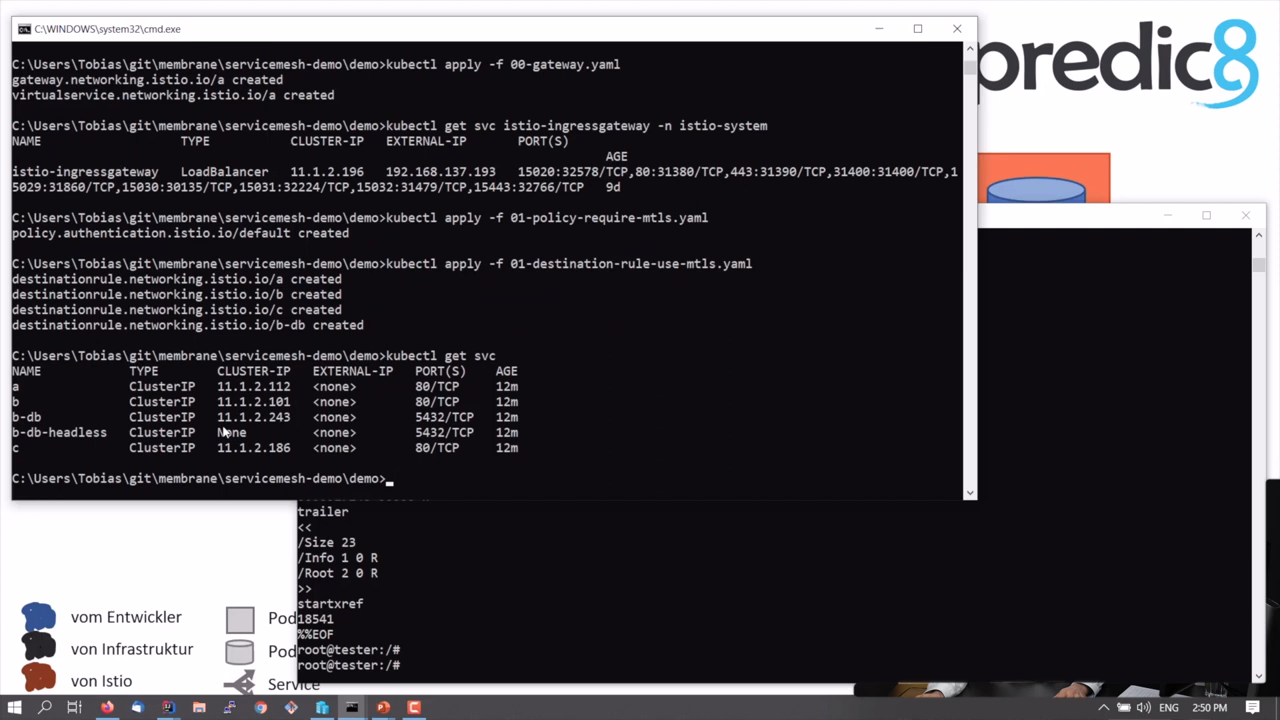 C:\WINDOWS\system32\cmd.exe
C:\Users\Tobias\git\membrane\servicemesh-demo\demo>kubectl apply -f 00-gateway.yaml
gateway.networking.istio.io/a created
virtualservice.networking.istio.io/a created
C:\Users\Tobias\git\membrane\servicemesh-demo\demo>kubectl get svc istio-ingressgateway -n istio-system
NAME TYPE CLUSTER-IP EXTERNAL-IP PORT(S)
AGE
istio-ingressgateway LoadBalancer 11.1.2.196 192.168.137.193 15020:32578/TCP,80:31380/TCP,443:31390/TCP,31400:31400/TCP,1
5029:31860/TCP,15030:30135/TCP,15031:32224/TCP,15032:31479/TCP,15443:32766/TCP 9d
C:\Users\Tobias\git\membrane\servicemesh-demo\demo>kubectl apply -f 01-policy-require-mtls.yaml
policy.authentication.istio.io/default created
C:\Users\Tobias\git\membrane\servicemesh-demo\demo>kubectl apply -f 01-destination-rule-use-mtls.yaml
destinationrule.networking.istio.io/a created
destinationrule.networking.istio.io/b created
destinationrule.networking.istio.io/c created
destinationrule.networking.istio.io/b-db created
C:\Users\Tobias\git\membrane\servicemesh-demo\demo>kubectl get svc
NAME TYPE CLUSTER-IP EXTERNAL-IP PORT(S) AGE
a ClusterIP 11.1.2.112 <none> 80/TCP 12m
b ClusterIP 11.1.2.101 <none> 80/TCP 12m
b-db ClusterIP 11.1.2.243 <none> 5432/TCP 12m
b-db-headless ClusterIP None <none> 5432/TCP 12m
c ClusterIP 11.1.2.186 <none> 80/TCP 12m
C:\Users\Tobias\git\membrane\servicemesh-demo\demo>
predic8
trailer
<<
/Size 23
/Info 1 0 R
/Root 2 0 R
>>
startxref
18541
%%EOF
root@tester:/#
root@tester:/#
vom Entwickler
von Infrastruktur
von Istio
Pod
Pod
Service
ENG
2:50 PM